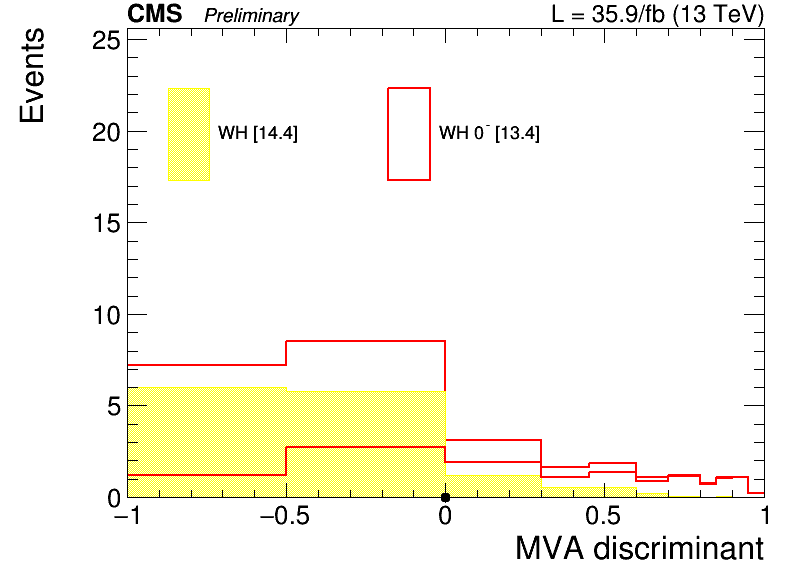 CMS Preliminary L = 35.9/fb (13 TeV)
Events
25
20
15
10
5
0
WH [14.4]
WH 0⁻ [13.4]
−1 −0.5 0 0.5 1
MVA discriminant